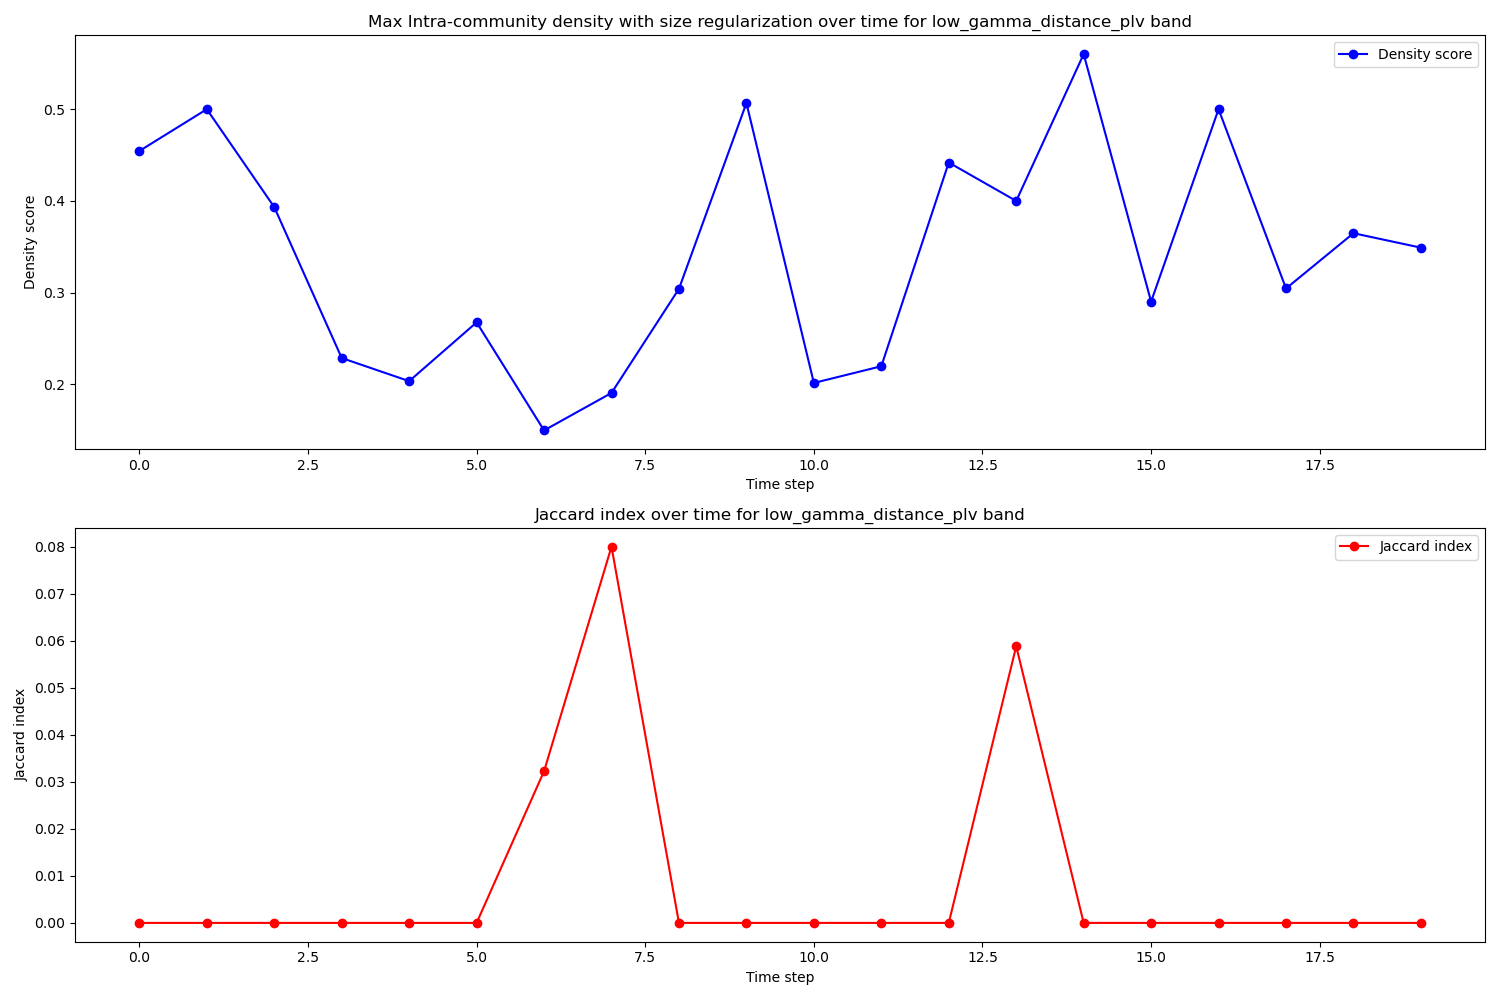 Max Intra-community density with size regularization over time for low_gamma_distance_plv band
Density score
0.5
0.4
0.3
0.2
Density score
0.0 2.5 5.0 7.5 10.0 12.5 15.0 17.5
Time step
Jaccard index over time for low_gamma_distance_plv band
Jaccard index
0.08
0.07
0.06
0.05
0.04
0.03
0.02
0.01
0.00
Jaccard index
0.0 2.5 5.0 7.5 10.0 12.5 15.0 17.5
Time step